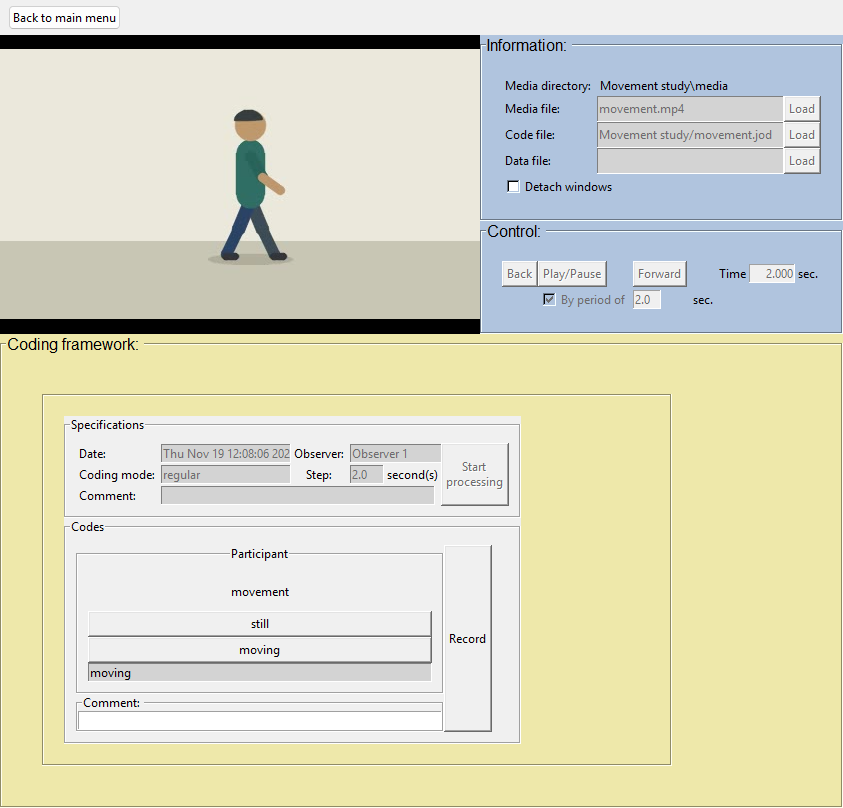 Back to main menu
Information:
Media directory: Movement study\media
Media file: movement.mp4 Load
Code file: Movement study/movement.jod Load
Data file: Load
Detach windows
Control:
Back Play/Pause Forward Time 2.000 sec.
By period of 2.0 sec.
Coding framework:
Specifications
Date: Thu Nov 19 12:08:06 202 Observer: Observer 1
Coding mode: regular Step: 2.0 second(s)
Start
processing
Comment:
Codes
Participant
movement
still
moving
moving
Record
Comment: